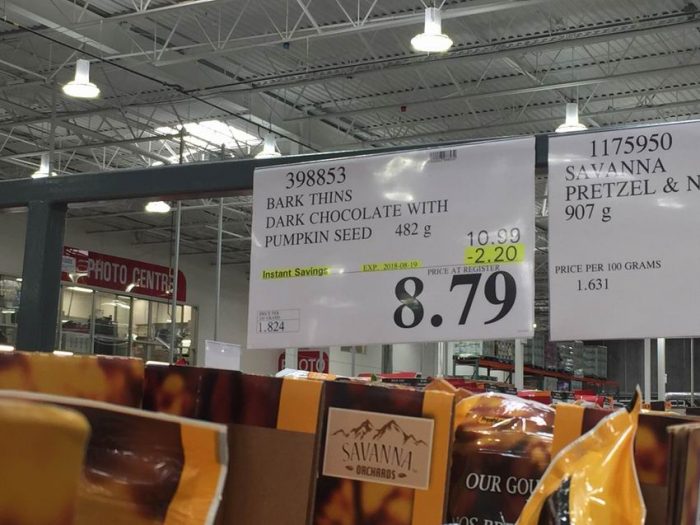 398853
BARK THINS
DARK CHOCOLATE WITH
PUMPKIN SEED 482 g
10.99
-2.20
Instant Savings
EXP. 2018-08-19
PRICE AT REGISTER
8.79
1.824
1175950
SAVANNA
PRETZEL & N
907 g
PRICE PER 100 GRAMS
1.631
PHOTO CENTR
OTO
SAVANNA
ORCHARDS
OUR GOU